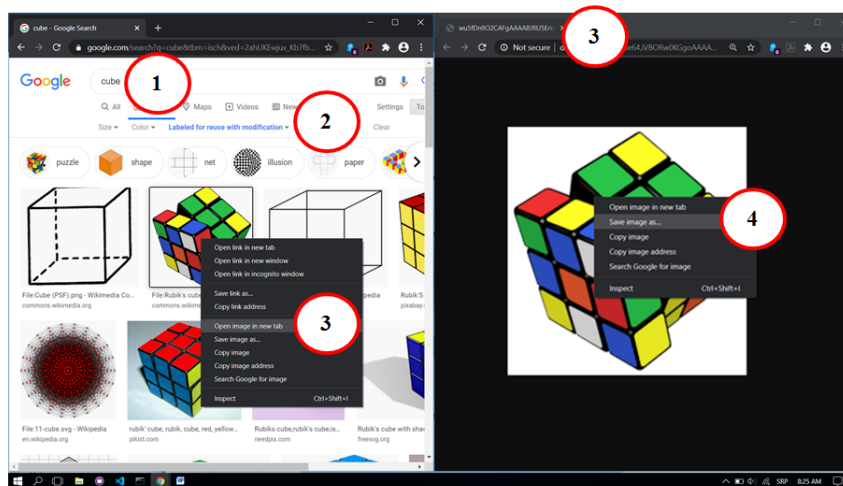 cube - Google Search
google.com/search?q=cube&tbm=isch&ved=2ahUKEwjux_Kb7fb...
Google
cube
1
All
Maps
Videos
New
Settings
To
2
Size
Color
Labeled for reuse with modification
Clear
puzzle
shape
net
illusion
paper
File:Cube (PSF).png - Wikimedia Co...
commons.wikimedia.org
File:Rubik's cube
commons.wikime
pedia
Rubik'S
pixabay.
Open link in new tab
Open link in new window
Open link in incognito window
Save link as...
Copy link address
Open image in new tab
3
Save image as...
Copy image
Copy image address
Search Google for image
Inspect
Ctrl+Shift+I
File:11-cube.svg - Wikipedia
en.wikipedia.org
rubik' cube, rubik, cube, red, yellow...
pikist.com
Rubiks cube,rubik's cube,is...
needpix.com
Rubik's cube with shad
freesvg.org
3
Not secure
Open image in new tab
Save image as...
4
Copy image
Copy image address
Search Google for image
Inspect
Ctrl+Shift+I
SRP
8:25 AM